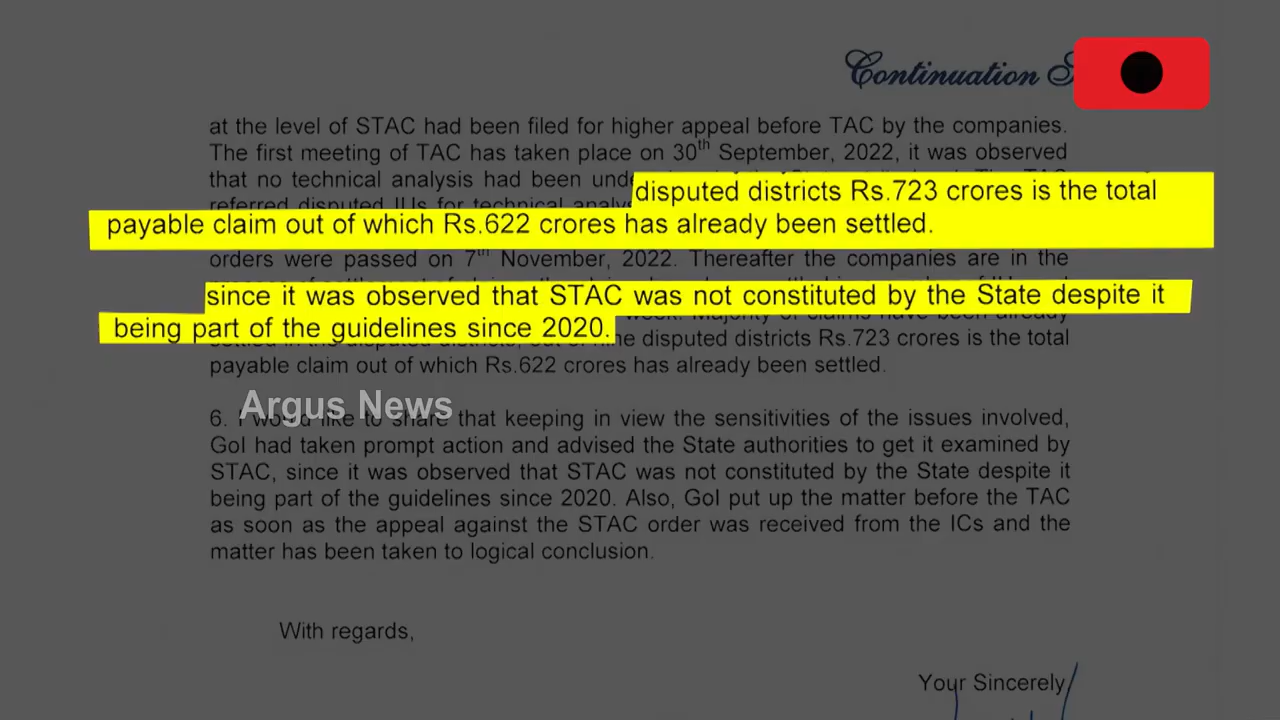 Continuation S
at the level of STAC had been filed for higher appeal before TAC by the companies.
The first meeting of TAC has taken place on 30th September, 2022, it was observed
that no technical analysis had been
disputed districts Rs.723 crores is the total
referred disputed IUs for technical
payable claim out of which Rs.622 crores has already been settled.
orders were passed on 7th November, 2022. Thereafter the companies are in the
since it was observed that STAC was not constituted by the State despite it
week. Majority of claims have been already
being part of the guidelines since 2020.
disputed districts Rs.723 crores is the total
payable claim out of which Rs.622 crores has already been settled.
Argus News
6. I would like to share that keeping in view the sensitivities of the issues involved,
GoI had taken prompt action and advised the State authorities to get it examined by
STAC, since it was observed that STAC was not constituted by the State despite it
being part of the guidelines since 2020. Also, GoI put up the matter before the TAC
as soon as the appeal against the STAC order was received from the ICs and the
matter has been taken to logical conclusion.
With regards,
Your Sincerely,